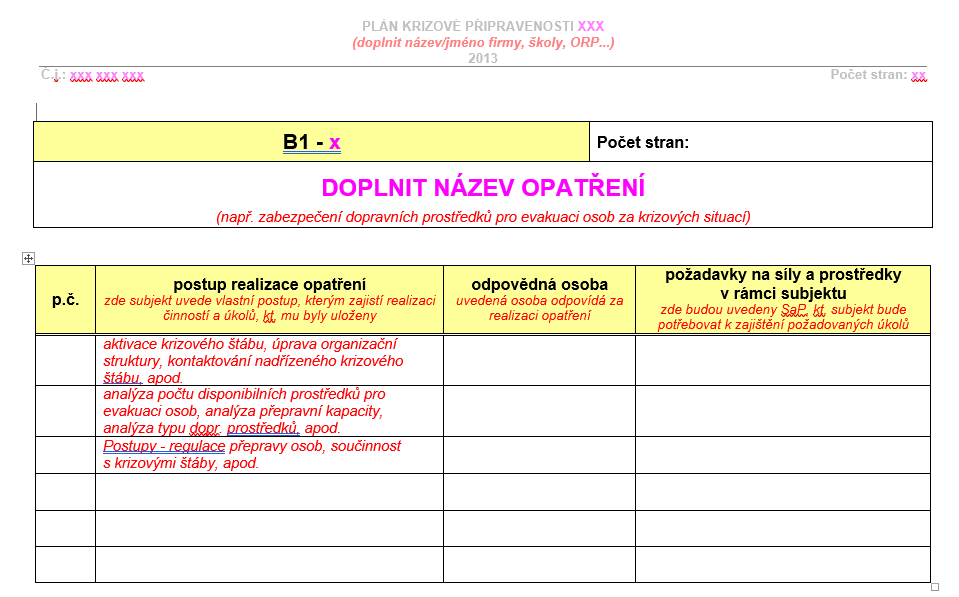 PLÁN KRIZOVÉ PŘIPRAVENOSTI XXX
(doplnit název/jméno firmy, školy, ORP...)
2013
Č.j.: xxx xxx xxx
Počet stran: xx
B1 - x
Počet stran:
DOPLNIT NÁZEV OPATŘENÍ
(např. zabezpečení dopravních prostředků pro evakuaci osob za krizových situací)
p.č.
postup realizace opatření
zde subjekt uvede vlastní postup, kterým zajistí realizaci
činností a úkolů, kt. mu byly uloženy
odpovědná osoba
uvedená osoba odpovídá za
realizaci opatření
požadavky na síly a prostředky
v rámci subjektu
zde budou uvedeny SaP, kt. subjekt bude
potřebovat k zajištění požadovaných úkolů
aktivace krizového štábu, úprava organizační
struktury, kontaktování nadřízeného krizového
štábu, apod.
analýza počtu disponibilních prostředků pro
evakuaci osob, analýza přepravní kapacity,
analýza typu dopr. prostředků, apod.
Postupy - regulace přepravy osob, součinnost
s krizovými štáby, apod.